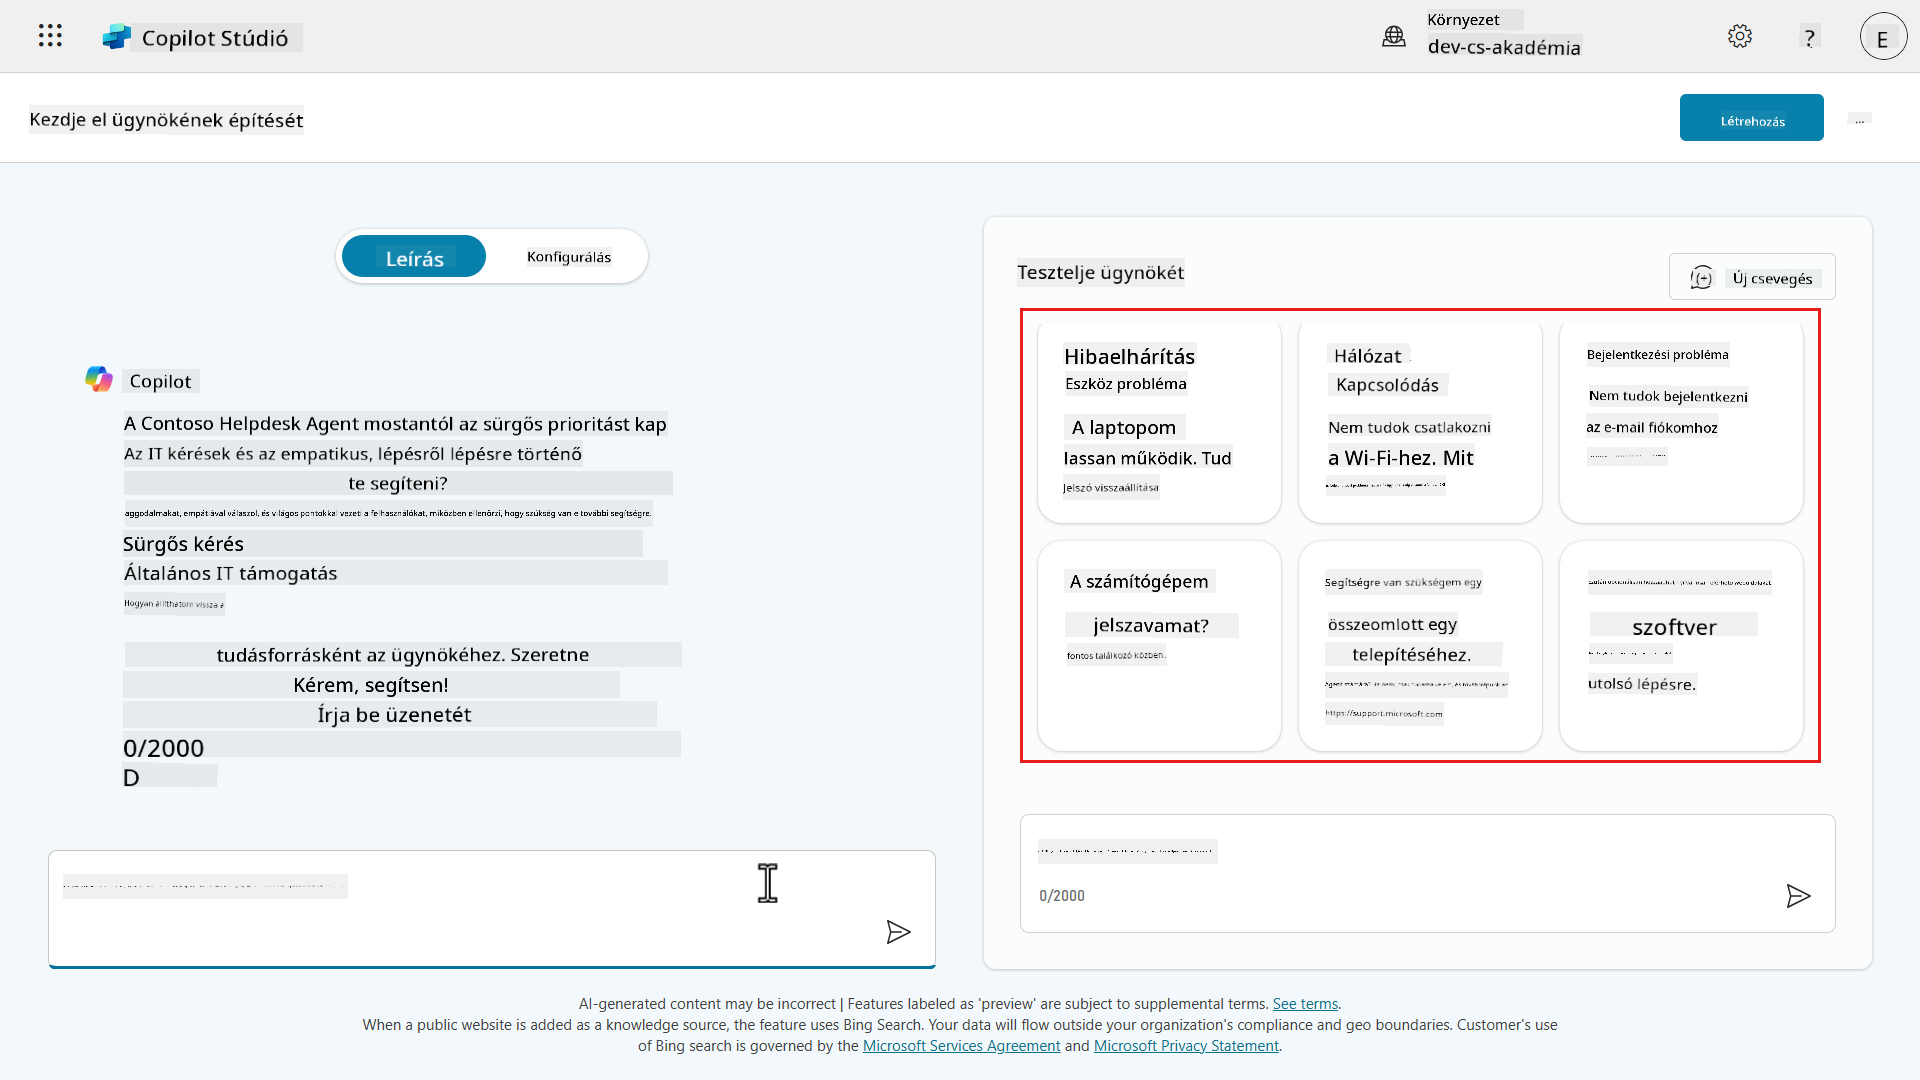 Copilot Stúdió
Környezet
dev-cs-akadémia
?
E
Kezdje el ügynökének építését
Létrehozás
...
Leírás
Konfigurálás
Copilot
A Contoso Helpdesk Agent mostantól az sürgős prioritást kap
Az IT kérések és az empatikus, lépésről lépésre történő
te segíteni?
aggodalmakat, empátiával válaszol, és világos pontokkal vezeti a felhasználókat, miközben ellenőrzi, hogy szükség van e további segítségre.
Sürgős kérés
Általános IT támogatás
Hogyan állíthatom vissza a
tudásforrásként az ügynökéhez. Szeretne
Kérem, segítsen!
Írja be üzenetét
0/2000
D
Tesztelje ügynökét
Új csevegés
Hibaelhárítás
Eszköz probléma
A laptopom
lassan működik. Tud
Jelszó visszaállítása
Hálózat
Kapcsolódás
Nem tudok csatlakozni
a Wi-Fi-hez. Mit
Bejelentkezési probléma
Nem tudok bejelentkezni
az e-mail fiókomhoz
A számítógépem
jelszavamat?
fontos találkozó közben.
Segítségre van szükségem egy
összeomlott egy
telepítéséhez.
https://support.microsoft.com
szoftver
utolsó lépésre.
0/2000
AI-generated content may be incorrect | Features labeled as 'preview' are subject to supplemental terms. See terms.
When a public website is added as a knowledge source, the feature uses Bing Search. Your data will flow outside your organization's compliance and geo boundaries. Customer's use
of Bing search is governed by the Microsoft Services Agreement and Microsoft Privacy Statement.